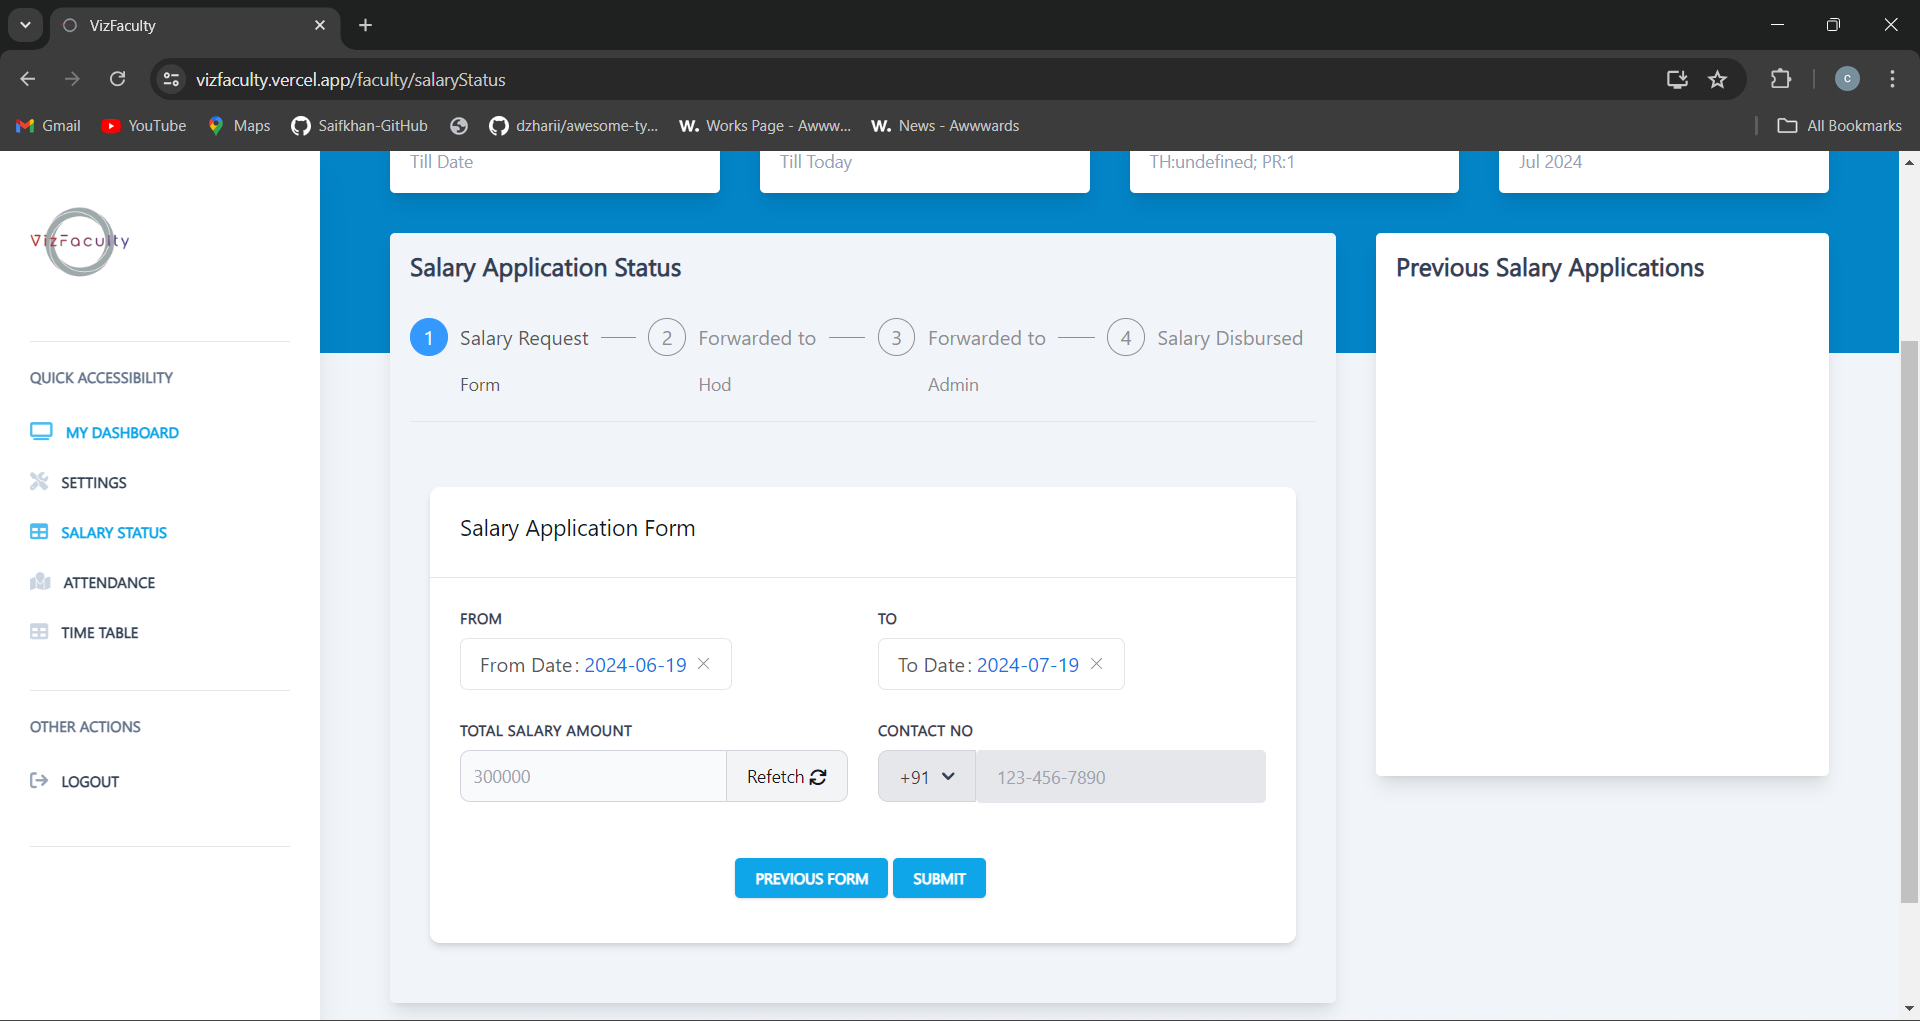 VizFaculty
vizfaculty.vercel.app/faculty/salaryStatus
C
Gmail
YouTube
Maps
Saifkhan-GitHub
dzharii/awesome-ty...
W. Works Page - Awww...
W. News - Awwwards
All Bookmarks
VizFaculty
QUICK ACCESSIBILITY
MY DASHBOARD
SETTINGS
SALARY STATUS
ATTENDANCE
TIME TABLE
OTHER ACTIONS
LOGOUT
Till Date
Till Today
TH:undefined; PR:1
Jul 2024
Salary Application Status
1 Salary Request
Form
2 Forwarded to
Hod
3 Forwarded to
Admin
4 Salary Disbursed
Salary Application Form
FROM
From Date: 2024-06-19
TO
To Date: 2024-07-19
TOTAL SALARY AMOUNT
300000
Refetch
CONTACT NO
+91
123-456-7890
PREVIOUS FORM
SUBMIT
Previous Salary Applications